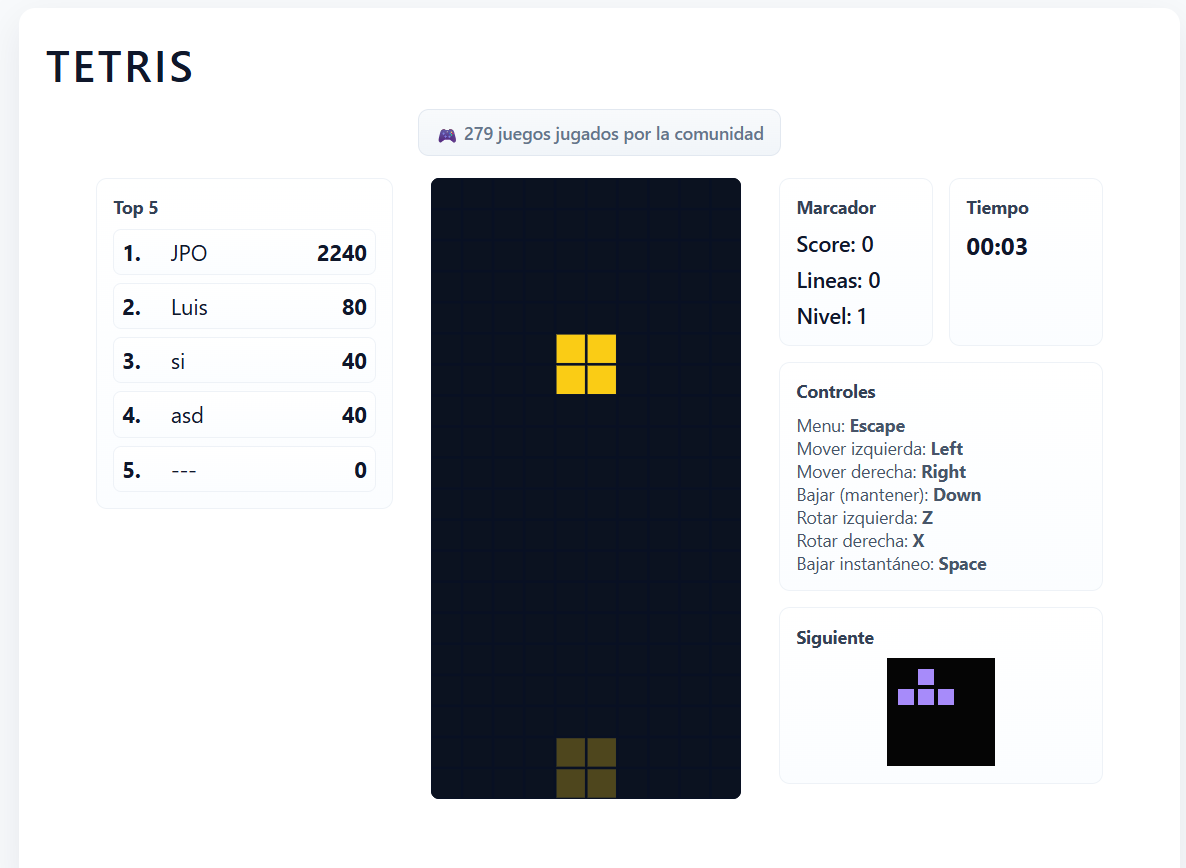 TETRIS
🎮 279 juegos jugados por la comunidad
Top 5
1. JPO 2240
2. Luis 80
3. si 40
4. asd 40
5. --- 0
Marcador
Score: 0
Lineas: 0
Nivel: 1
Tiempo
00:03
Controles
Menu: Escape
Mover izquierda: Left
Mover derecha: Right
Bajar (mantener): Down
Rotar izquierda: Z
Rotar derecha: X
Bajar instantáneo: Space
Siguiente